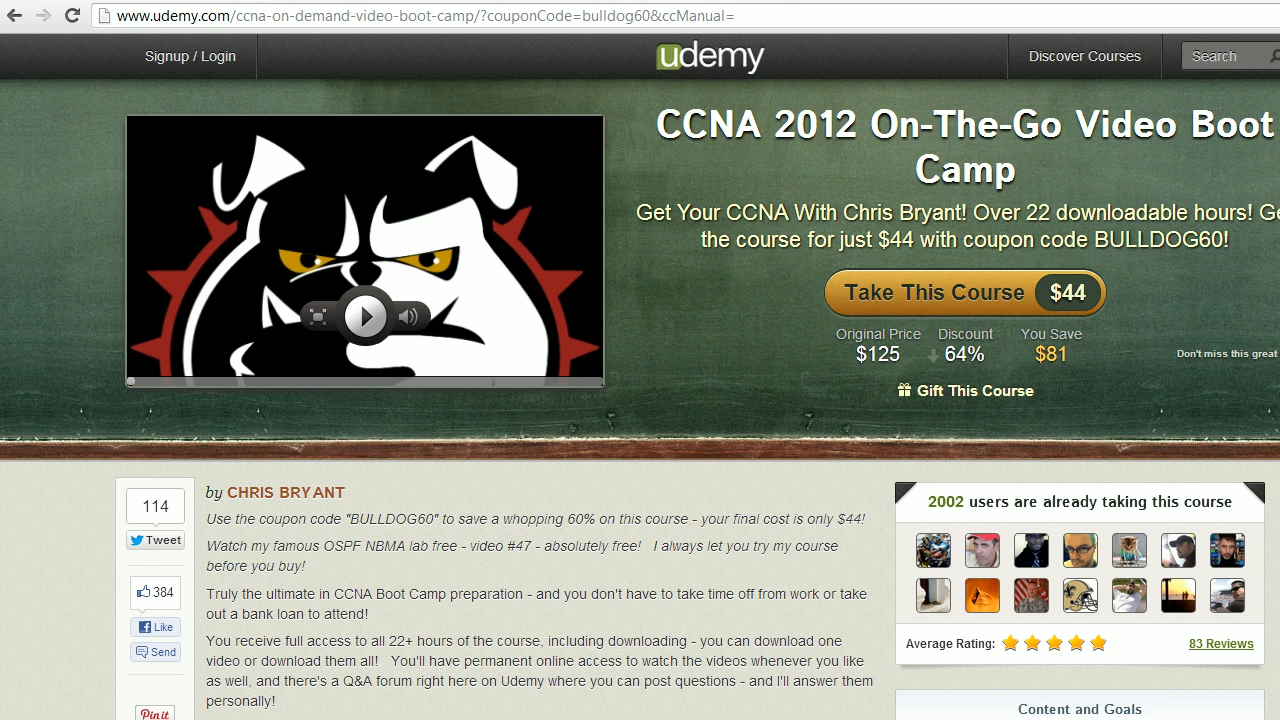 www.udemy.com/ccna-on-demand-video-boot-camp/?couponCode=bulldog60&ccManual=
Signup / Login
udemy
Discover Courses
Search
CCNA 2012 On-The-Go Video Boot
Camp
Get Your CCNA With Chris Bryant! Over 22 downloadable hours! Ge
the course for just $44 with coupon code BULLDOG60!
Take This Course $44
Original Price Discount You Save
$125 64% $81
Don't miss this great
Gift This Course
114
Tweet
384
Like
Send
Pin it
by CHRIS BRYANT
Use the coupon code "BULLDOG60" to save a whopping 60% on this course - your final cost is only $44!
Watch my famous OSPF NBMA lab free - video #47 - absolutely free! I always let you try my course
before you buy!
Truly the ultimate in CCNA Boot Camp preparation - and you don't have to take time off from work or take
out a bank loan to attend!
You receive full access to all 22+ hours of the course, including downloading - you can download one
video or download them all! You'll have permanent online access to watch the videos whenever you like
as well, and there's a Q&A forum right here on Udemy where you can post questions - and I'll answer them
personally!
2002 users are already taking this course
Average Rating: 83 Reviews
Content and Goals